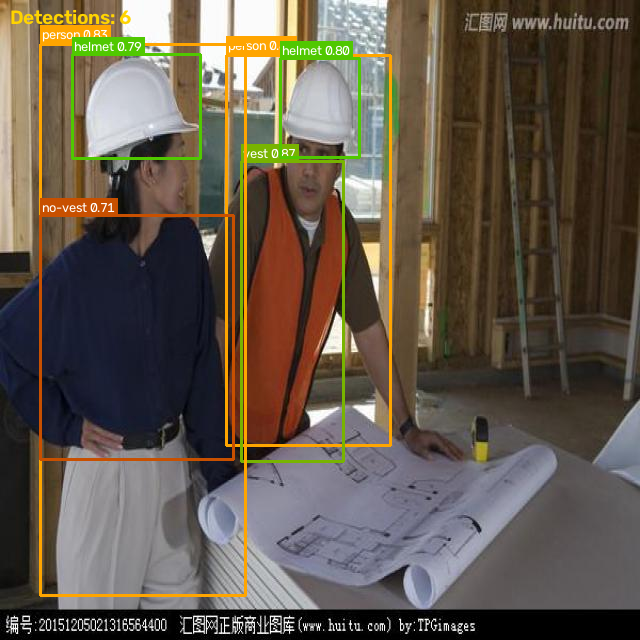 Detections: 6
汇图网 www.huitu.com
person 0.83
person 0.
helmet 0.79
helmet 0.80
vest 0.87
no-vest 0.71
编号:20151205021316564400 汇图网正版商业图库(www.huitu.com) by:TPGimages